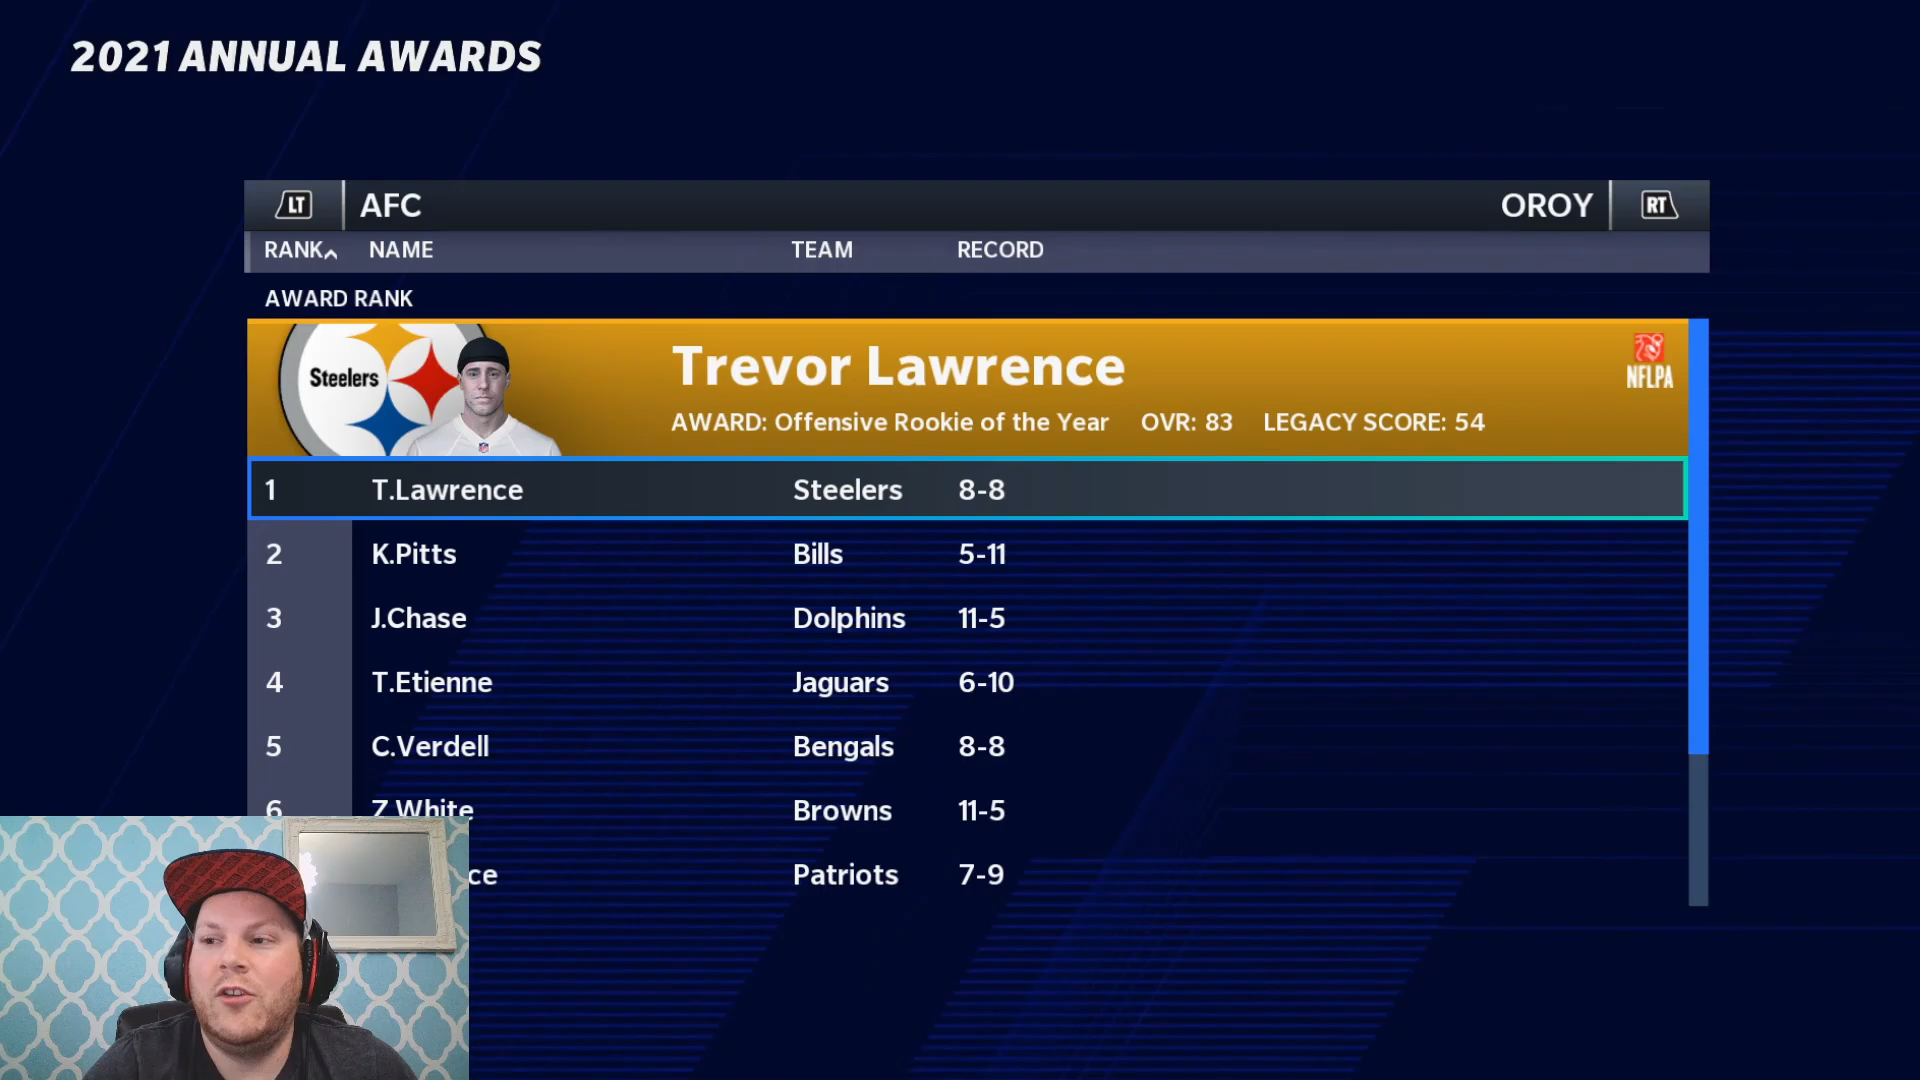 2021 ANNUAL AWARDS
LT AFC OROY RT
RANK NAME TEAM RECORD
AWARD RANK
Steelers
Trevor Lawrence
NFLPA
AWARD: Offensive Rookie of the Year OVR: 83 LEGACY SCORE: 54
1 T.Lawrence Steelers 8-8
2 K.Pitts Bills 5-11
3 J.Chase Dolphins 11-5
4 T.Etienne Jaguars 6-10
5 C.Verdell Bengals 8-8
6 Z.White Browns 11-5
ce Patriots 7-9